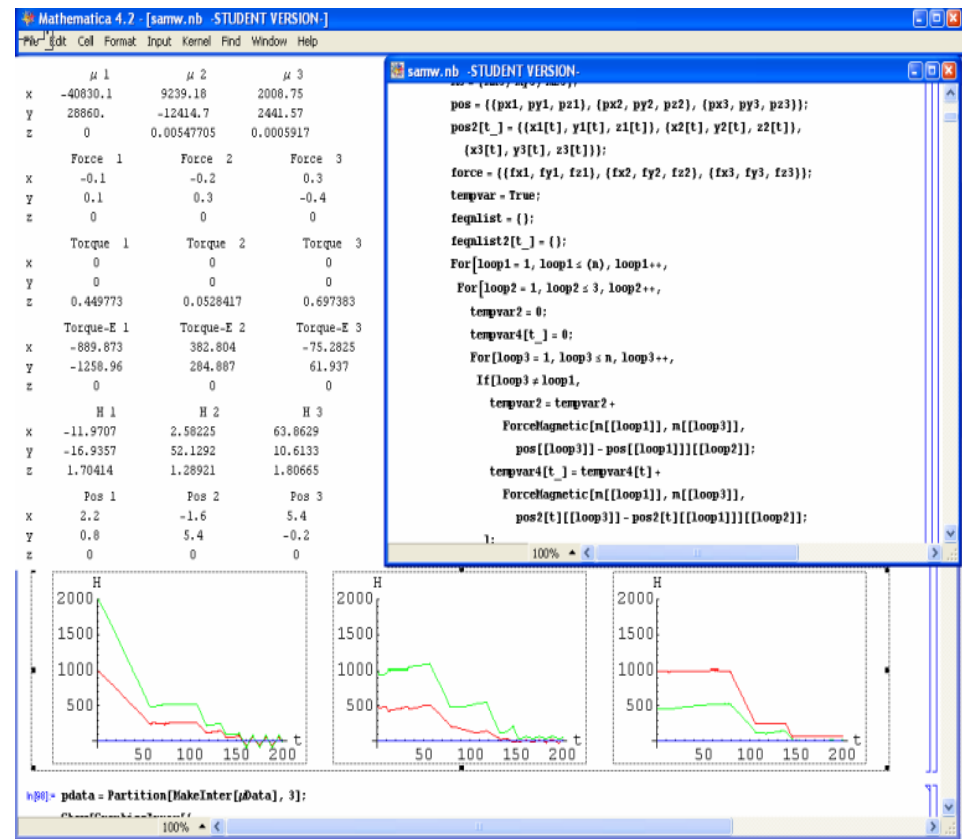 Mathematica 4.2 - [samw.nb -STUDENT VERSION-]
File Edit Cell Format Input Kernel Find Window Help
μ 1 μ 2 μ 3
x -40830.1 9239.18 2008.75
y 28860. -12414.7 2441.57
z 0 0.00547705 0.0005917
Force 1 Force 2 Force 3
x -0.1 -0.2 0.3
y 0.1 0.3 -0.4
z 0 0 0
Torque 1 Torque 2 Torque 3
x 0 0 0
y 0 0 0
z 0.449773 0.0528417 0.697383
Torque-E 1 Torque-E 2 Torque-E 3
x -889.873 382.804 -75.2825
y -1258.96 284.887 61.937
z 0 0 0
H 1 H 2 H 3
x -11.9707 2.58225 63.8629
y -16.9357 52.1292 10.6133
z 1.70414 1.28921 1.80665
Pos 1 Pos 2 Pos 3
x 2.2 -1.6 5.4
y 0.8 5.4 -0.2
z 0 0 0
samw.nb -STUDENT VERSION-
pos = {{px1, py1, pz1}, {px2, py2, pz2}, {px3, py3, pz3}};
pos2[t_] = {{x1[t], y1[t], z1[t]}, {x2[t], y2[t], z2[t]},
{x3[t], y3[t], z3[t]}};
force = {{fx1, fy1, fz1}, {fx2, fy2, fz2}, {fx3, fy3, fz3}};
tempvar = True;
feqnlist = {};
feqnlist2[t_] = {};
For[loop1 = 1, loop1 ≤ (n), loop1++,
For[loop2 = 1, loop2 ≤ 3, loop2++,
tempvar2 = 0;
tempvar4[t_] = 0;
For[loop3 = 1, loop3 ≤ n, loop3++,
If[loop3 ≠ loop1,
tempvar2 = tempvar2 +
ForceMagnetic[m[[loop1]], m[[loop3]],
pos[[loop3]] - pos[[loop1]]][[loop2]];
tempvar4[t_] = tempvar4[t] +
ForceMagnetic[m[[loop1]], m[[loop3]],
pos2[t][[loop3]] - pos2[t][[loop1]]][[loop2]];
];
100%
H
2000
1500
1000
500
50 100 150 200 t
H
2000
1500
1000
500
50 100 150 200 t
H
2000
1500
1000
500
50 100 150 200 t
In[98]:= pdata = Partition[MakeInter[μData], 3];
100%